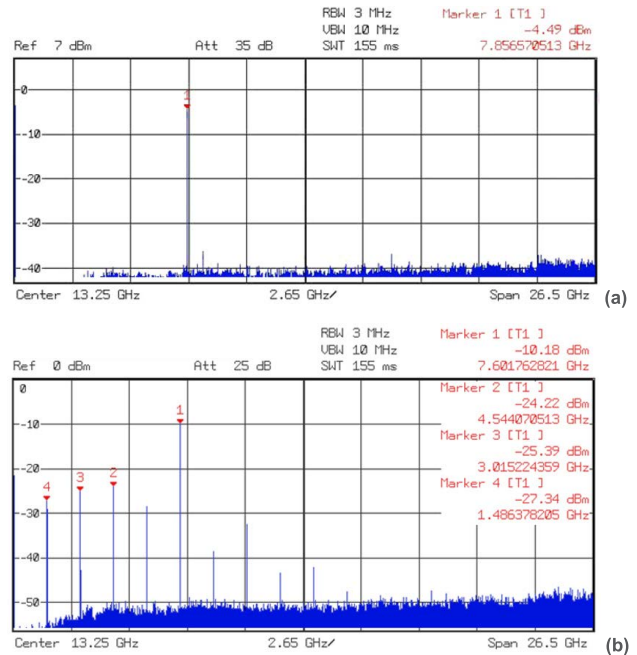 RBW 3 MHz Marker 1 [T1 ]
VBW 10 MHz -4.49 dBm
Ref 7 dBm Att 35 dB SWT 155 ms 7.856570513 GHz
-0
1
-10
-20
-30
-40
Center 13.25 GHz 2.65 GHz/ Span 26.5 GHz
(a)
RBW 3 MHz Marker 1 [T1 ]
VBW 10 MHz -10.18 dBm
Ref 0 dBm Att 25 dB SWT 155 ms 7.601762821 GHz
0 Marker 2 [T1 ]
-24.22 dBm
1 4.544070513 GHz
-10
Marker 3 [T1 ]
-25.39 dBm
3.015224359 GHz
-20
4 3 2 Marker 4 [T1 ]
-27.34 dBm
-30 1.486378205 GHz
-40
-50
Center 13.25 GHz 2.65 GHz/ Span 26.5 GHz
(b)